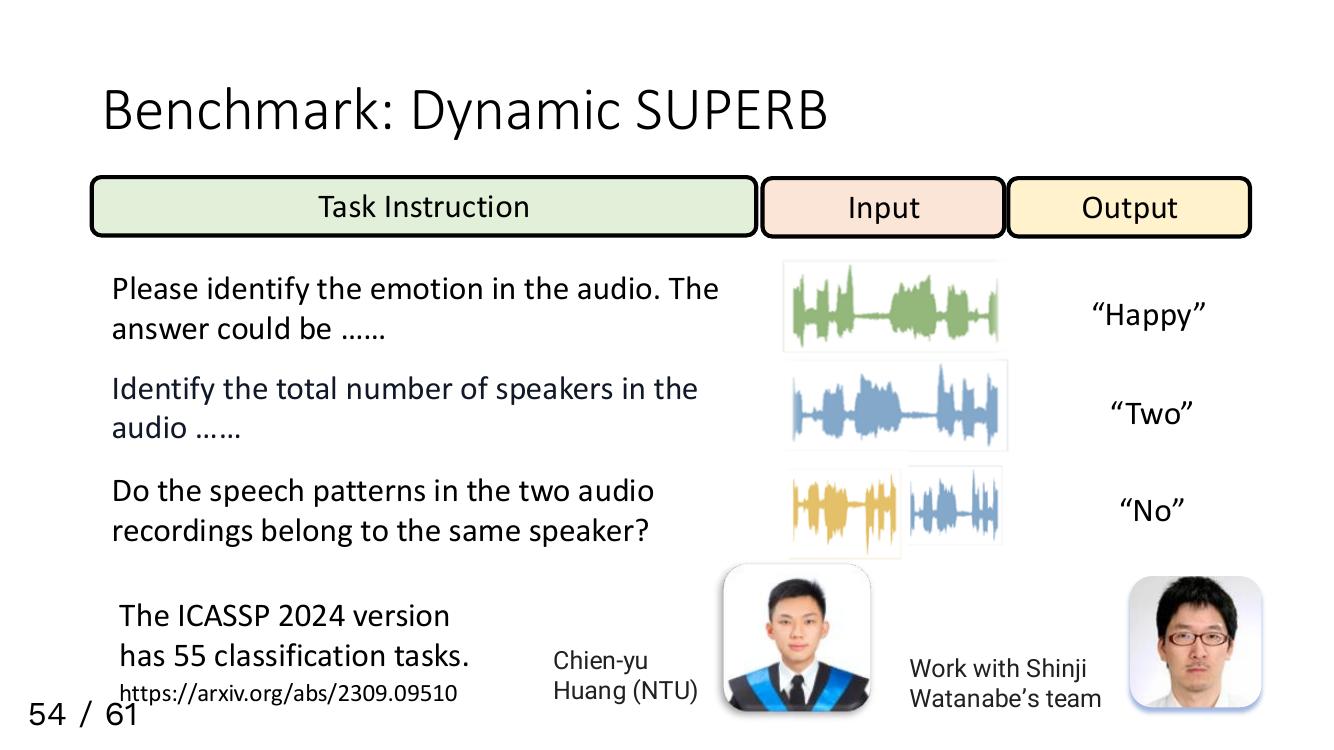 Benchmark: Dynamic SUPERB
Task Instruction
Input
Output
Please identify the emotion in the audio. The
answer could be ……
“Happy”
Identify the total number of speakers in the
audio ……
“Two”
Do the speech patterns in the two audio
recordings belong to the same speaker?
“No”
The ICASSP 2024 version
has 55 classification tasks.
https://arxiv.org/abs/2309.09510
Chien-yu
Huang (NTU)
Work with Shinji
Watanabe’s team
54 / 61